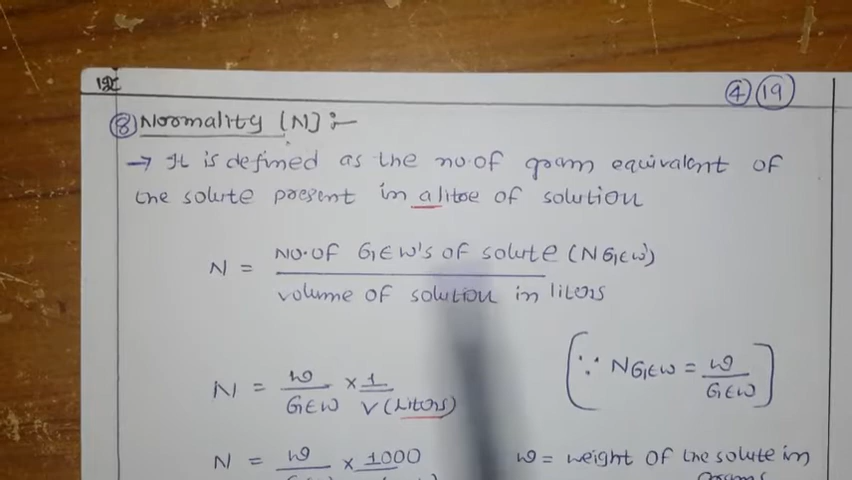 ④ ⑲
⑧ Normality [N] :-
→ It is defined as the no.of gram equivalent of
the solute present in a litre of solution
N = No.of GEW's of solute (N GEW's)
volume of solution in liters
N = w/GEW × 1/V (Liters)
[∵ N GEW = w/GEW]
N = w × 1000
w = weight of the solute in